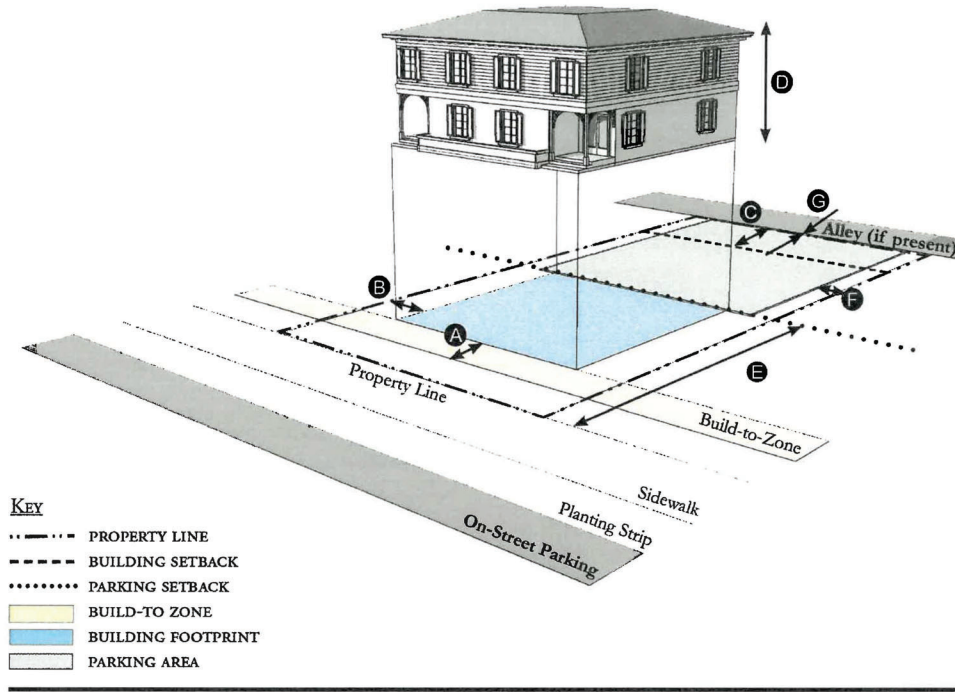 D
G
C
Alley (if present)
B
F
A
E
Property Line
Build-to-Zone
Sidewalk
Planting Strip
On-Street Parking
KEY
PROPERTY LINE
BUILDING SETBACK
PARKING SETBACK
BUILD-TO ZONE
BUILDING FOOTPRINT
PARKING AREA